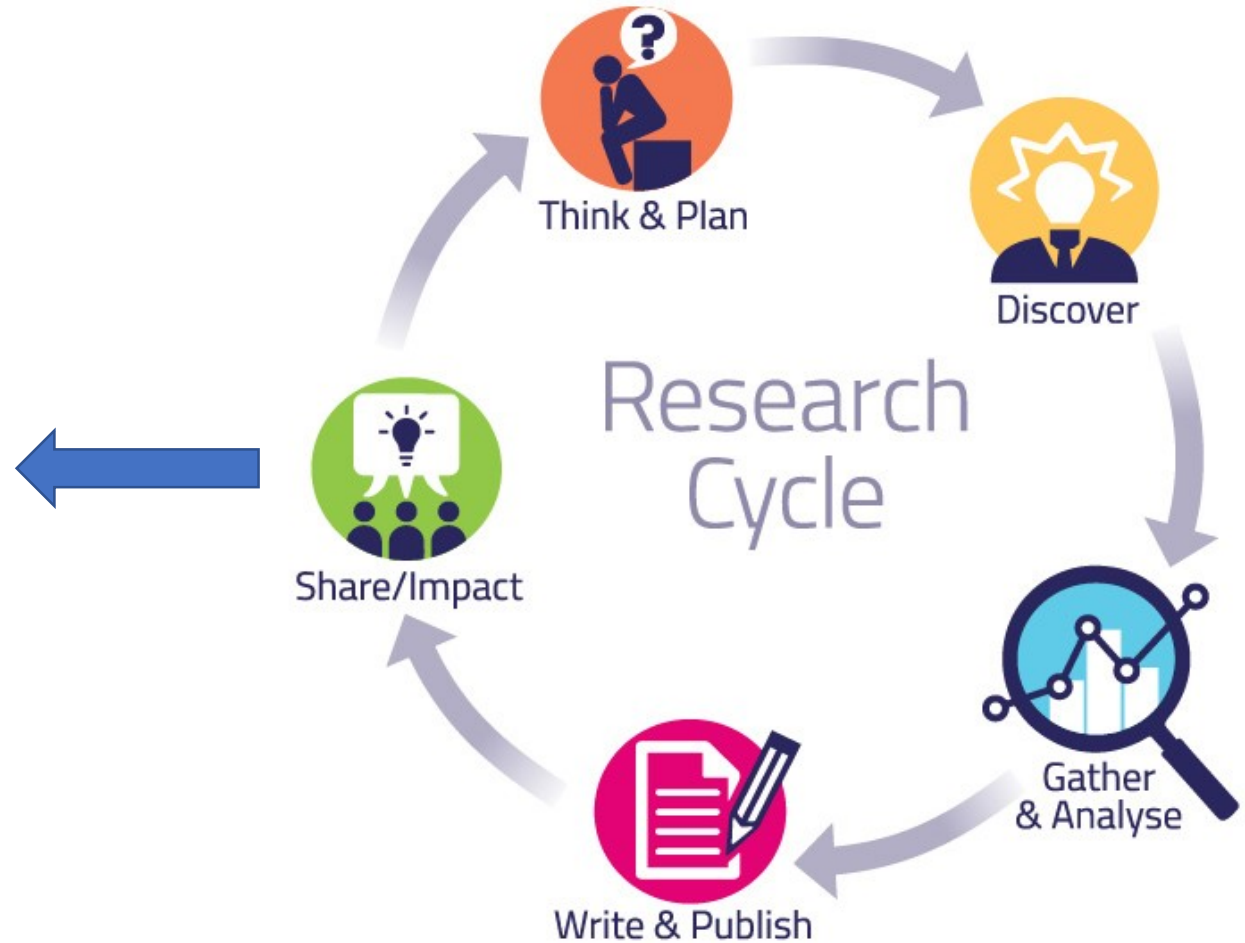 ?
Think & Plan
Discover
Research
Cycle
Share/Impact
Gather
& Analyse
Write & Publish